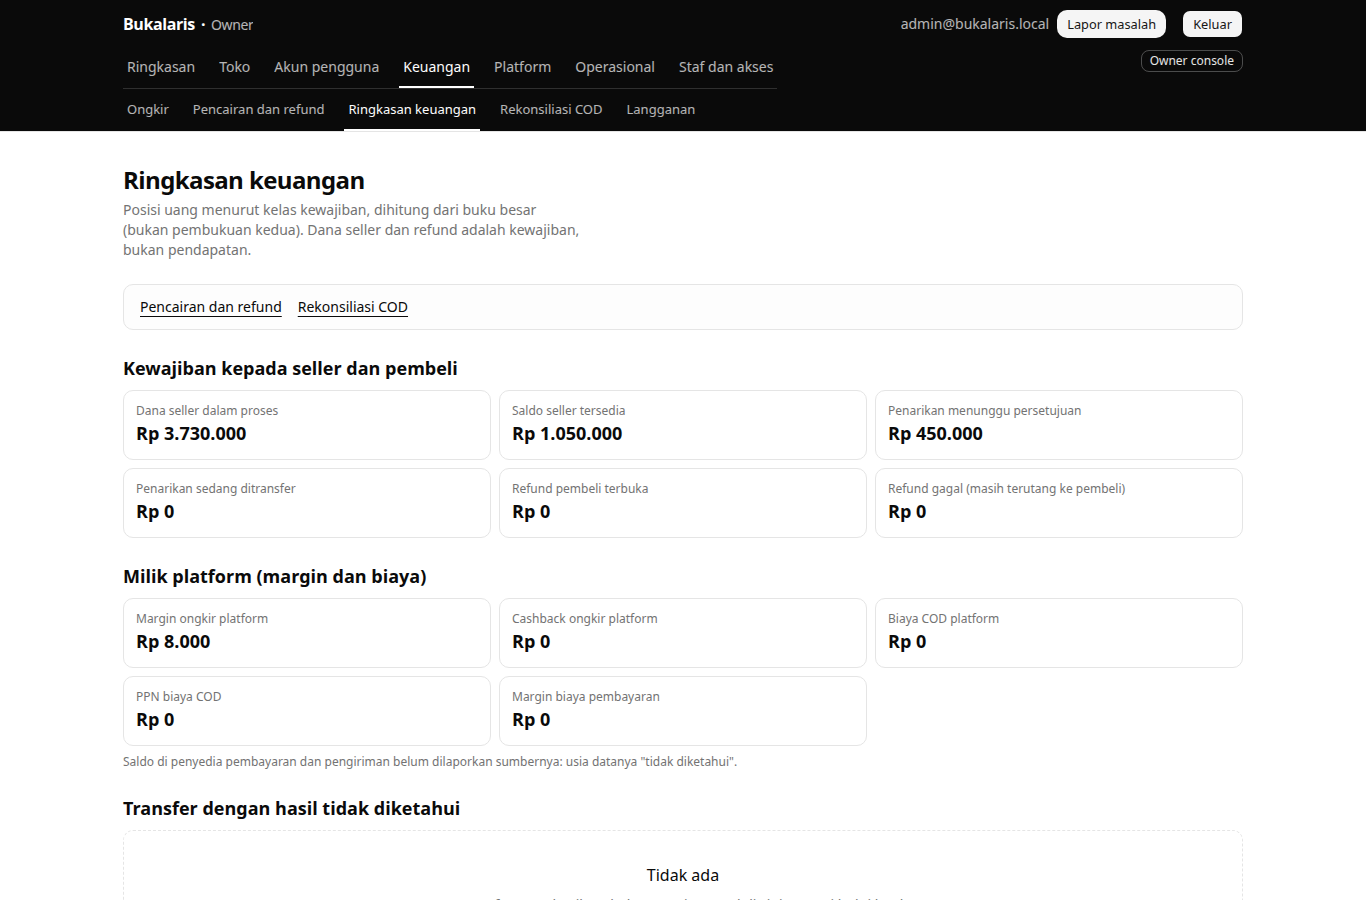 Bukalaris · Owner
admin@bukalaris.local
Lapor masalah
Keluar
Ringkasan
Toko
Akun pengguna
Keuangan
Platform
Operasional
Staf dan akses
Owner console
Ongkir
Pencairan dan refund
Ringkasan keuangan
Rekonsiliasi COD
Langganan
Ringkasan keuangan
Posisi uang menurut kelas kewajiban, dihitung dari buku besar
(bukan pembukuan kedua). Dana seller dan refund adalah kewajiban,
bukan pendapatan.
Pencairan dan refund
Rekonsiliasi COD
Kewajiban kepada seller dan pembeli
Dana seller dalam proses
Rp 3.730.000
Saldo seller tersedia
Rp 1.050.000
Penarikan menunggu persetujuan
Rp 450.000
Penarikan sedang ditransfer
Rp 0
Refund pembeli terbuka
Rp 0
Refund gagal (masih terutang ke pembeli)
Rp 0
Milik platform (margin dan biaya)
Margin ongkir platform
Rp 8.000
Cashback ongkir platform
Rp 0
Biaya COD platform
Rp 0
PPN biaya COD
Rp 0
Margin biaya pembayaran
Rp 0
Saldo di penyedia pembayaran dan pengiriman belum dilaporkan sumbernya: usia datanya "tidak diketahui".
Transfer dengan hasil tidak diketahui
Tidak ada